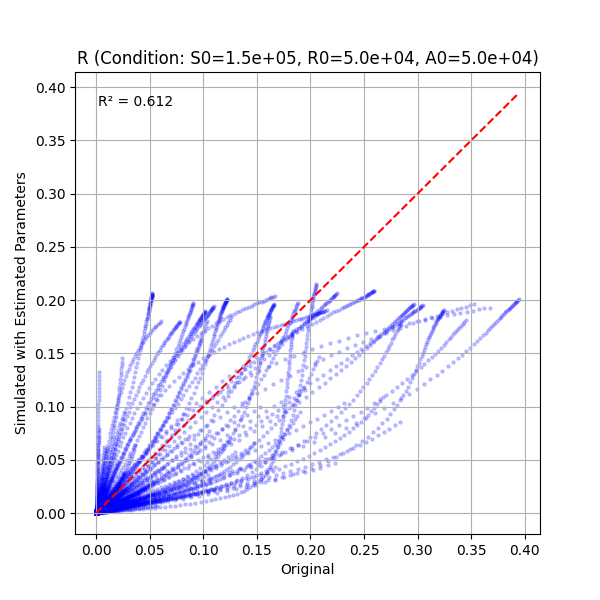 R (Condition: S0=1.5e+05, R0=5.0e+04, A0=5.0e+04)
R² = 0.612
Simulated with Estimated Parameters
0.40
0.35
0.30
0.25
0.20
0.15
0.10
0.05
0.00
0.00 0.05 0.10 0.15 0.20 0.25 0.30 0.35 0.40
Original